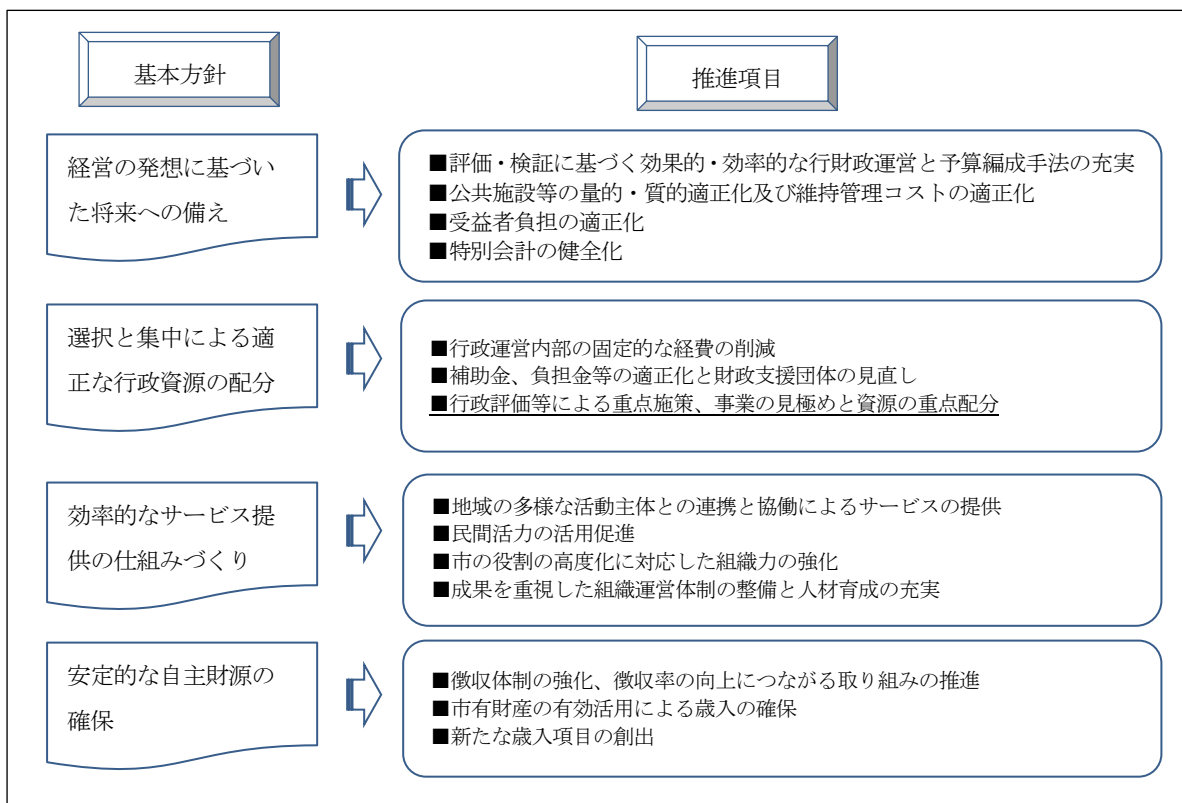 基本方針
推進項目
経営の発想に基づい
た将来への備え
■評価・検証に基づく効果的・効率的な行財政運営と予算編成手法の充実
■公共施設等の量的・質的適正化及び維持管理コストの適正化
■受益者負担の適正化
■特別会計の健全化
選択と集中による適
正な行政資源の配分
■行政運営内部の固定的な経費の削減
■補助金、負担金等の適正化と財政支援団体の見直し
■行政評価等による重点施策、事業の見極めと資源の重点配分
効率的なサービス提
供の仕組みづくり
■地域の多様な活動主体との連携と協働によるサービスの提供
■民間活力の活用促進
■市の役割の高度化に対応した組織力の強化
■成果を重視した組織運営体制の整備と人材育成の充実
安定的な自主財源の
確保
■徴収体制の強化、徴収率の向上につながる取り組みの推進
■市有財産の有効活用による歳入の確保
■新たな歳入項目の創出